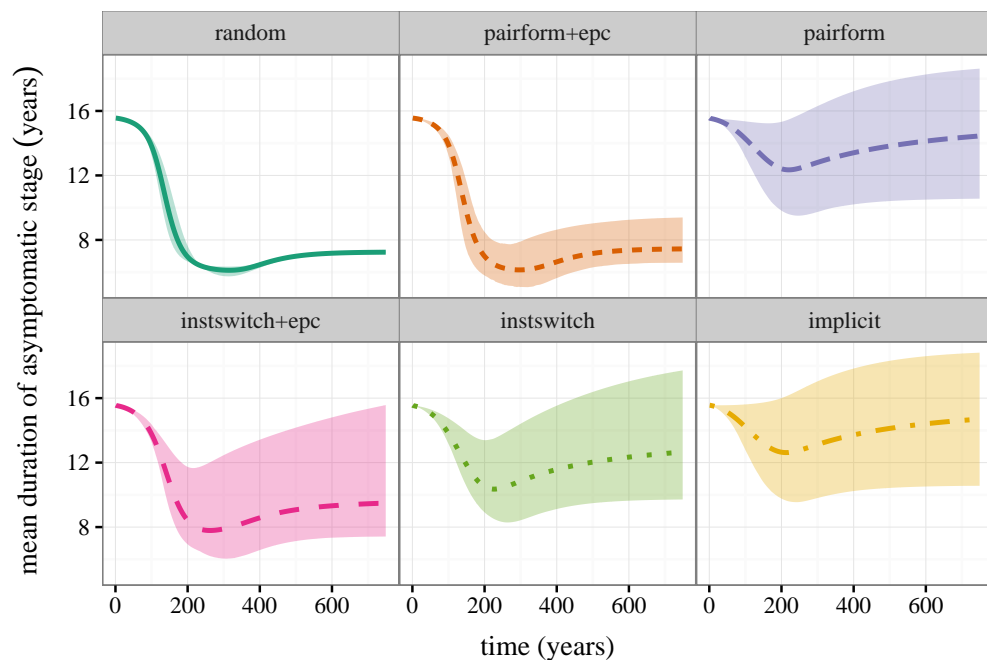 random
pairform+epc
pairform
16
12
8
instswitch+epc
instswitch
implicit
16
12
8
0 200 400 600
0 200 400 600
0 200 400 600
time (years)
mean duration of asymptomatic stage (years)